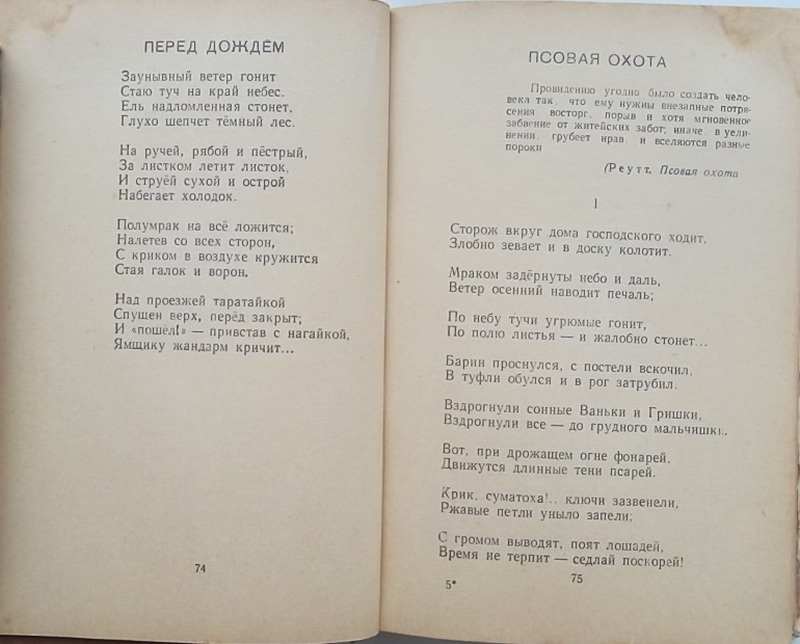 ПЕРЕД ДОЖДЁМ
Заунывный ветер гонит
Стаю туч на край небес.
Ель надломленная стонет,
Глухо шепчет тёмный лес.
На ручей, рябой и пёстрый,
За листком летит листок,
И струёй сухой и острой
Набегает холодок.
Полумрак на всё ложится;
Налетев со всех сторон,
С криком в воздухе кружится
Стая галок и ворон.
Над проезжей таратайкой
Спущен верх, перёд закрыт;
И «пошёл!» — привстав с нагайкой,
Ямщику жандарм кричит...
74
ПСОВАЯ ОХОТА
Провидению угодно было создать чело-
века так, что ему нужны внезапные потря-
сения восторг, порыв и хотя мгновенное
забвение от житейских забот; иначе, в уеди-
нении, грубеет нрав и вселяются разные
пороки
(Реутт, Псовая охота
1
Сторож вкруг дома господского ходит,
Злобно зевает и в доску колотит.
Мраком задёрнуты небо и даль,
Ветер осенний наводит печаль;
По небу тучи угрюмые гонит,
По полю листья — и жалобно стонет...
Барин проснулся, с постели вскочил,
В туфли обулся и в рог затрубил.
Вздрогнули сонные Ваньки и Гришки,
Вздрогнули все — до грудного мальчишки.
Вот, при дрожащем огне фонарей,
Движутся длинные тени псарей.
Крик, суматоха!.. ключи зазвенели,
Ржавые петли уныло запели;
С громом выводят, поят лошадей,
Время не терпит — седлай поскорей!
5*
75